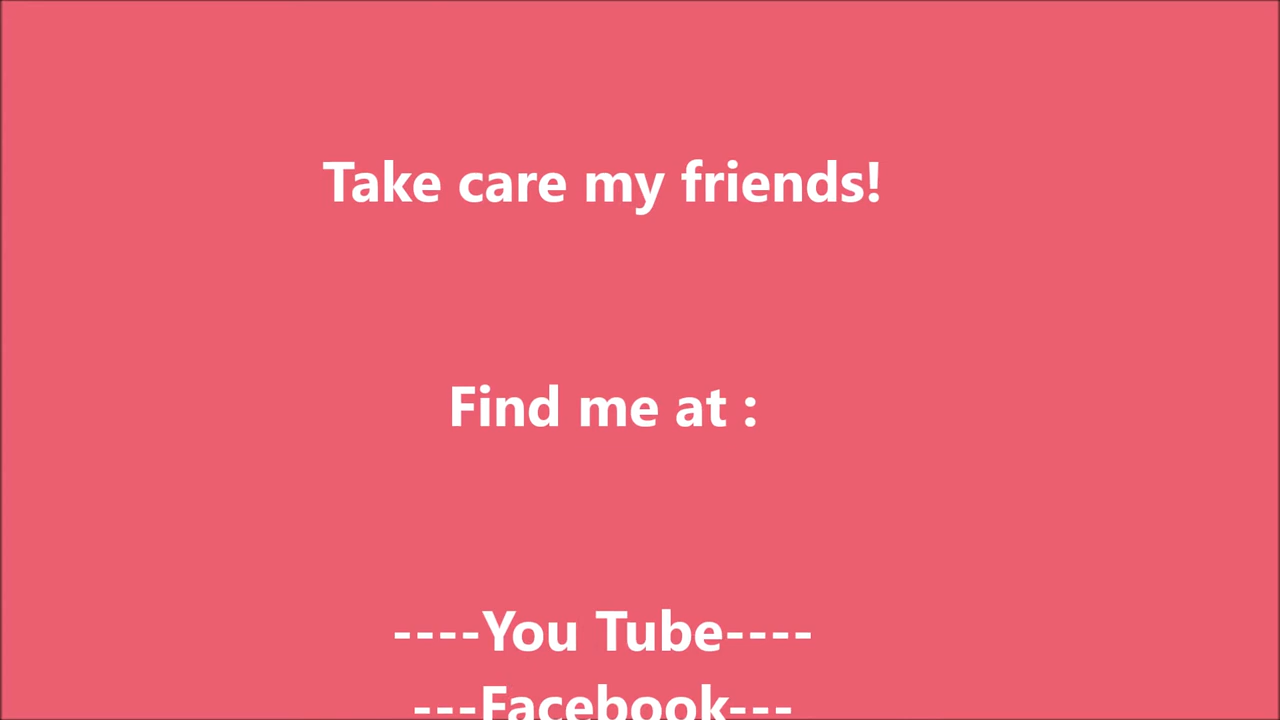 Take care my friends!
Find me at :
----You Tube----
---Facebook---